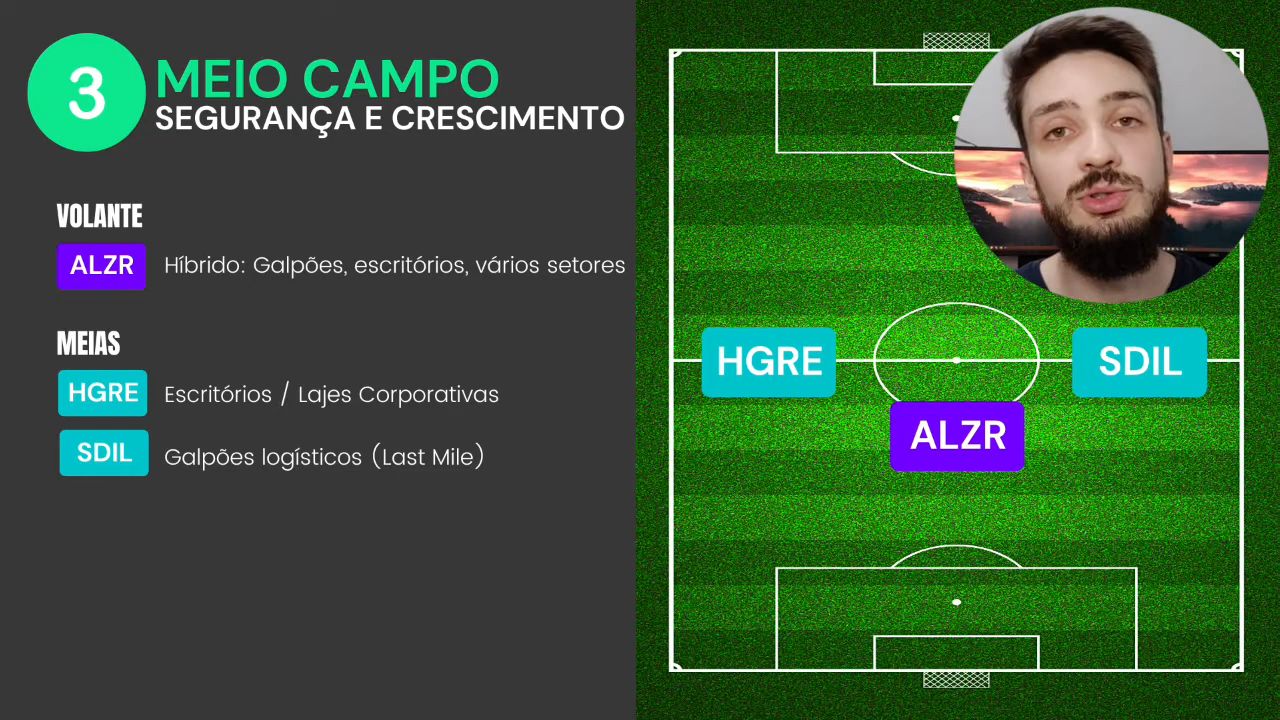 3
MEIO CAMPO
SEGURANÇA E CRESCIMENTO
VOLANTE
ALZR Híbrido: Galpões, escritórios, vários setores
MEIAS
HGRE Escritórios / Lajes Corporativas
SDIL Galpões logísticos (Last Mile)
HGRE
SDIL
ALZR